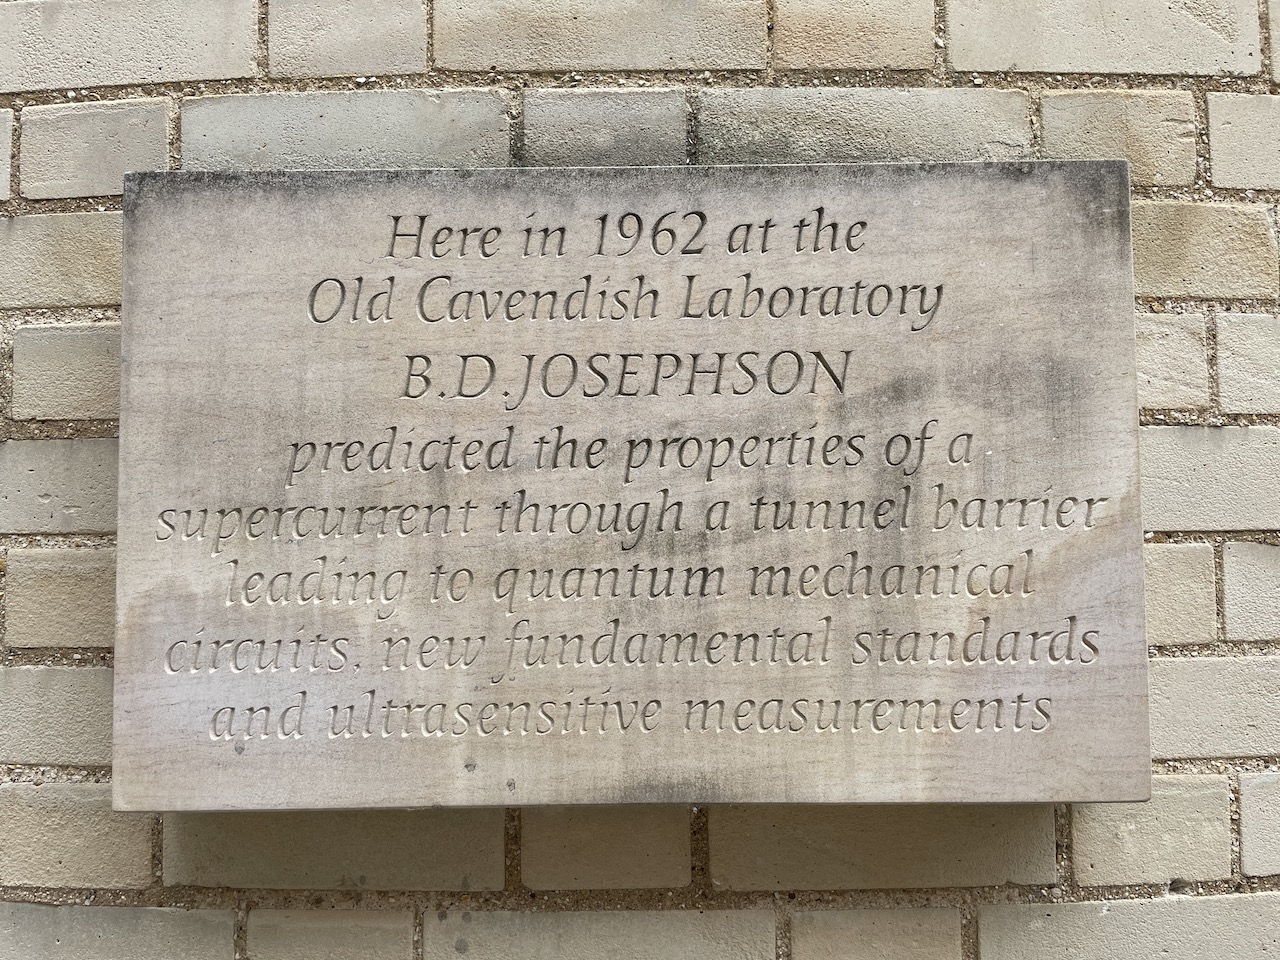 Here in 1962 at the
Old Cavendish Laboratory
B.D.JOSEPHSON
predicted the properties of a
supercurrent through a tunnel barrier
leading to quantum mechanical
circuits, new fundamental standards
and ultrasensitive measurements